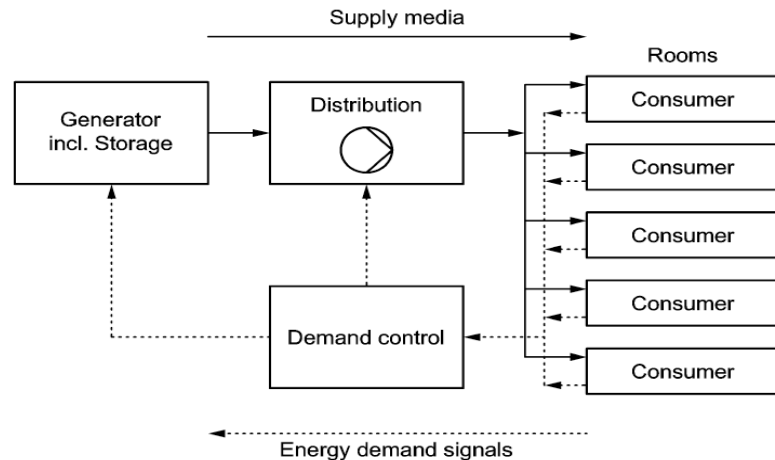 Supply media
Rooms
Generator
incl. Storage
Distribution
Consumer
Consumer
Consumer
Consumer
Consumer
Demand control
Energy demand signals